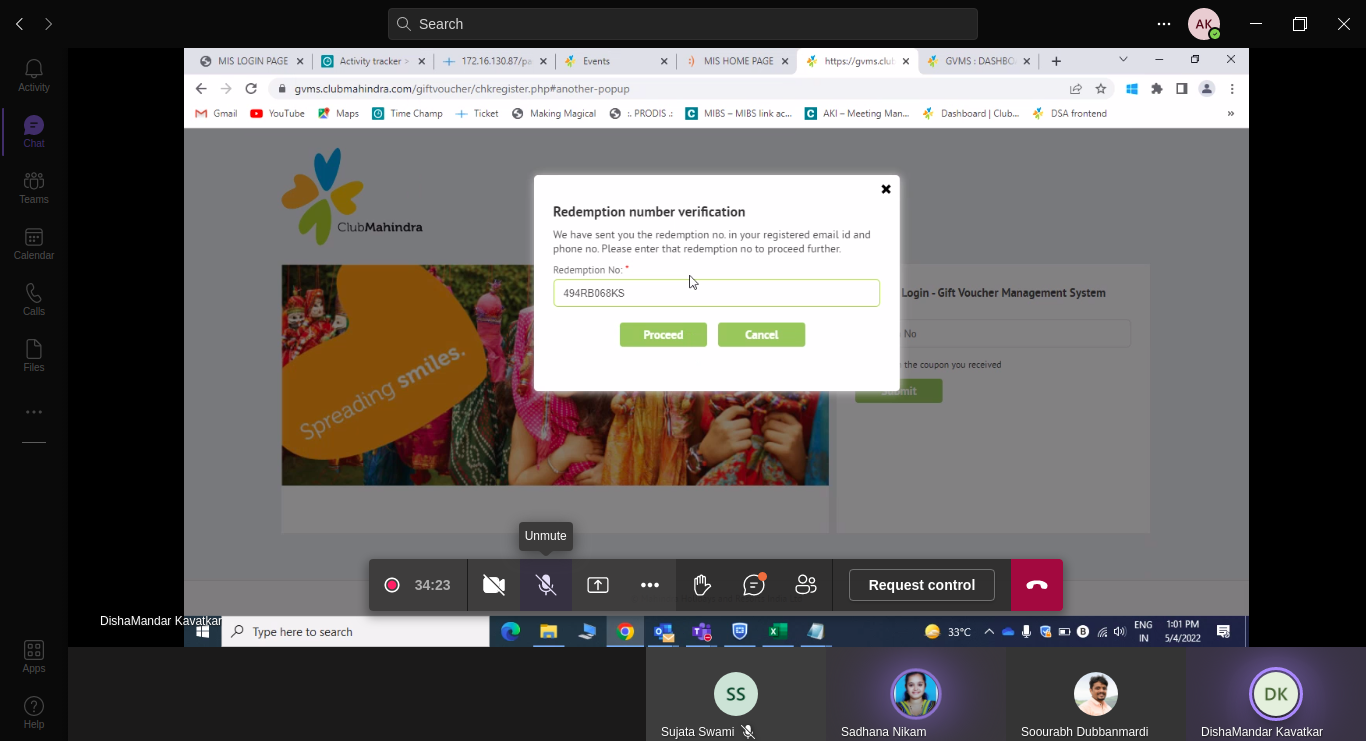 Search
AK
Activity
Chat
Teams
Calendar
Calls
Files
Apps
Help
MIS LOGIN PAGE
Activity tracker >
172.16.130.87/pa
Events
MIS HOME PAGE
https://gvms.clul
GVMS : DASHBO
gvms.clubmahindra.com/giftvoucher/chkregister.php#another-popup
Gmail
YouTube
Maps
Time Champ
Ticket
Making Magical
:. PRODIS .:
MIBS – MIBS link ac...
AKI – Meeting Man...
Dashboard | Club...
DSA frontend
»
ClubMahindra
Spreading smiles.
Redemption number verification
We have sent you the redemption no. in your registered email id and
phone no. Please enter that redemption no to proceed further.
Redemption No: *
494RB068KS
Proceed
Cancel
Login - Gift Voucher Management System
No
the coupon you received
Submit
Unmute
34:23
Request control
DishaMandar Kavatkar
Type here to search
33°C
ENG
IN
1:01 PM
5/4/2022
SS
Sujata Swami
Sadhana Nikam
Soourabh Dubbanmardi
DK
DishaMandar Kavatkar